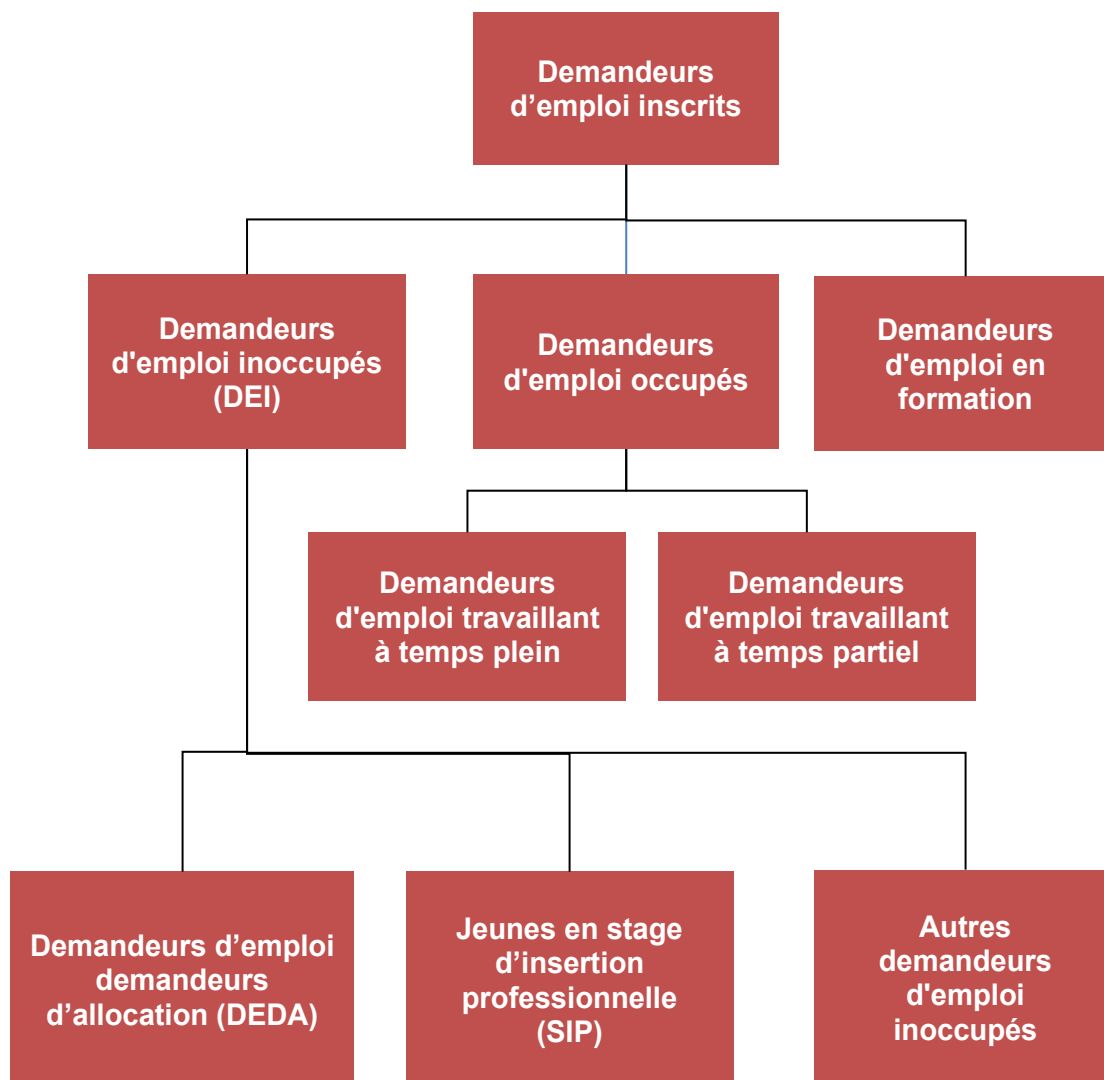 Demandeurs
d’emploi inscrits
Demandeurs
d'emploi inoccupés
(DEI)
Demandeurs
d'emploi occupés
Demandeurs
d'emploi en
formation
Demandeurs
d'emploi travaillant
à temps plein
Demandeurs
d'emploi travaillant
à temps partiel
Demandeurs d’emploi
demandeurs
d’allocation (DEDA)
Jeunes en stage
d’insertion
professionnelle
(SIP)
Autres
demandeurs
d'emploi
inoccupés